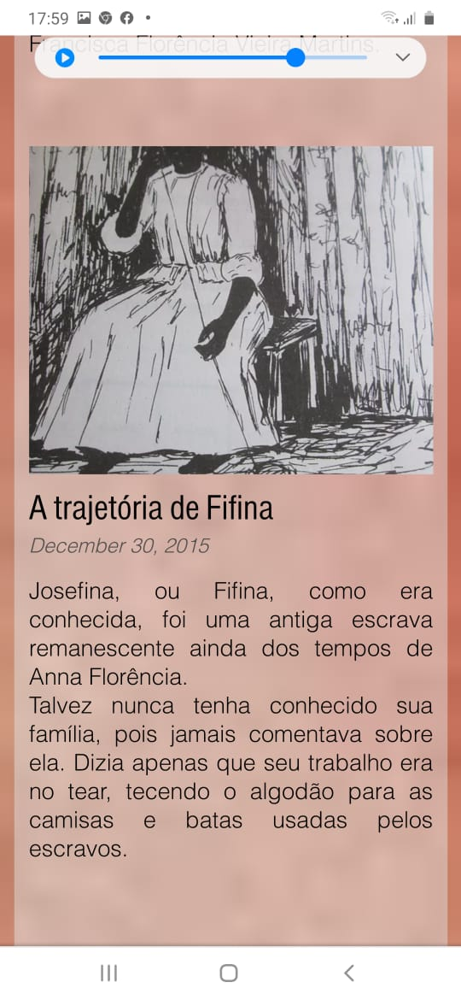 17:59
Francisca Florência Vieira Martins.
A trajetória de Fifina
December 30, 2015
Josefina, ou Fifina, como era
conhecida, foi uma antiga escrava
remanescente ainda dos tempos de
Anna Florência.
Talvez nunca tenha conhecido sua
família, pois jamais comentava sobre
ela. Dizia apenas que seu trabalho era
no tear, tecendo o algodão para as
camisas e batas usadas pelos
escravos.